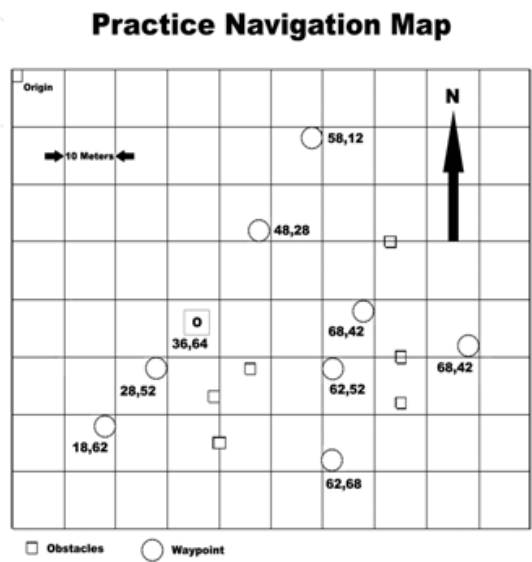 Practice Navigation Map
Origin
N
58,12
10 Meters
48,28
O
36,64
68,42
68,42
28,52
62,52
18,62
62,68
Obstacles
Waypoint